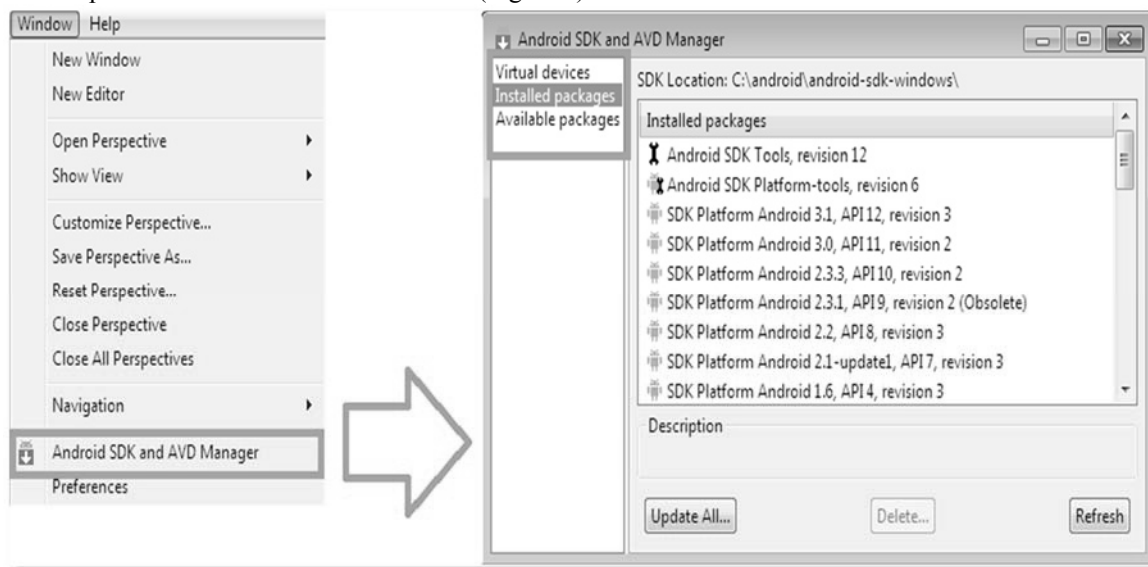 Window Help
New Window
New Editor
Open Perspective
Show View
Customize Perspective...
Save Perspective As...
Reset Perspective...
Close Perspective
Close All Perspectives
Navigation
Android SDK and AVD Manager
Preferences
Android SDK and AVD Manager
Virtual devices
Installed packages
Available packages
SDK Location: C:\android\android-sdk-windows\
Installed packages
Android SDK Tools, revision 12
Android SDK Platform-tools, revision 6
SDK Platform Android 3.1, API 12, revision 3
SDK Platform Android 3.0, API 11, revision 2
SDK Platform Android 2.3.3, API 10, revision 2
SDK Platform Android 2.3.1, API 9, revision 2 (Obsolete)
SDK Platform Android 2.2, API 8, revision 3
SDK Platform Android 2.1-update1, API 7, revision 3
SDK Platform Android 1.6, API 4, revision 3
Description
Update All...
Delete...
Refresh